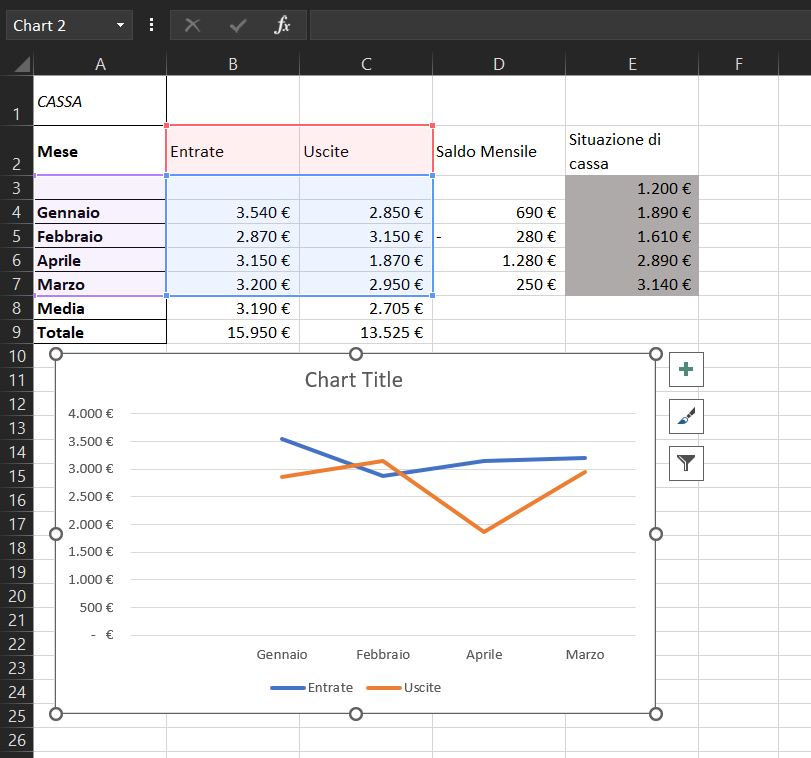 Chart 2
fx
A B C D E F
1 CASSA
2 Mese Entrate Uscite Saldo Mensile Situazione di cassa
3 1.200 €
4 Gennaio 3.540 € 2.850 € 690 € 1.890 €
5 Febbraio 2.870 € 3.150 € - 280 € 1.610 €
6 Aprile 3.150 € 1.870 € 1.280 € 2.890 €
7 Marzo 3.200 € 2.950 € 250 € 3.140 €
8 Media 3.190 € 2.705 €
9 Totale 15.950 € 13.525 €
10
11
12
13
14
15
16
17
18
19
20
21
22
23
24
25
26
Chart Title
4.000 €
3.500 €
3.000 €
2.500 €
2.000 €
1.500 €
1.000 €
500 €
- €
Gennaio Febbraio Aprile Marzo
Entrate Uscite